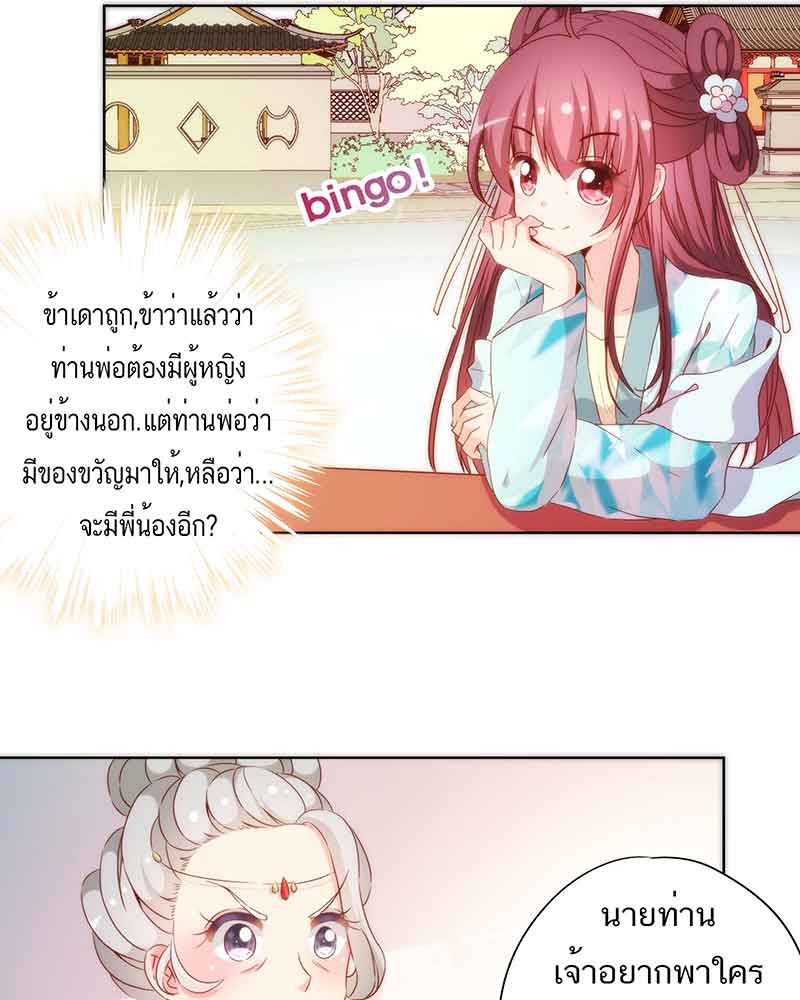 bingo!
ข้าเดาถูก,ข้าว่าแล้วว่า
ท่านพ่อต้องมีผู้หญิง
อยู่ข้างนอก.แต่ท่านพ่อว่า
มีของขวัญมาให้,หลือว่า...
จะมีพี่น้องอีก?
นายท่าน
เจ้าอยากพาใคร